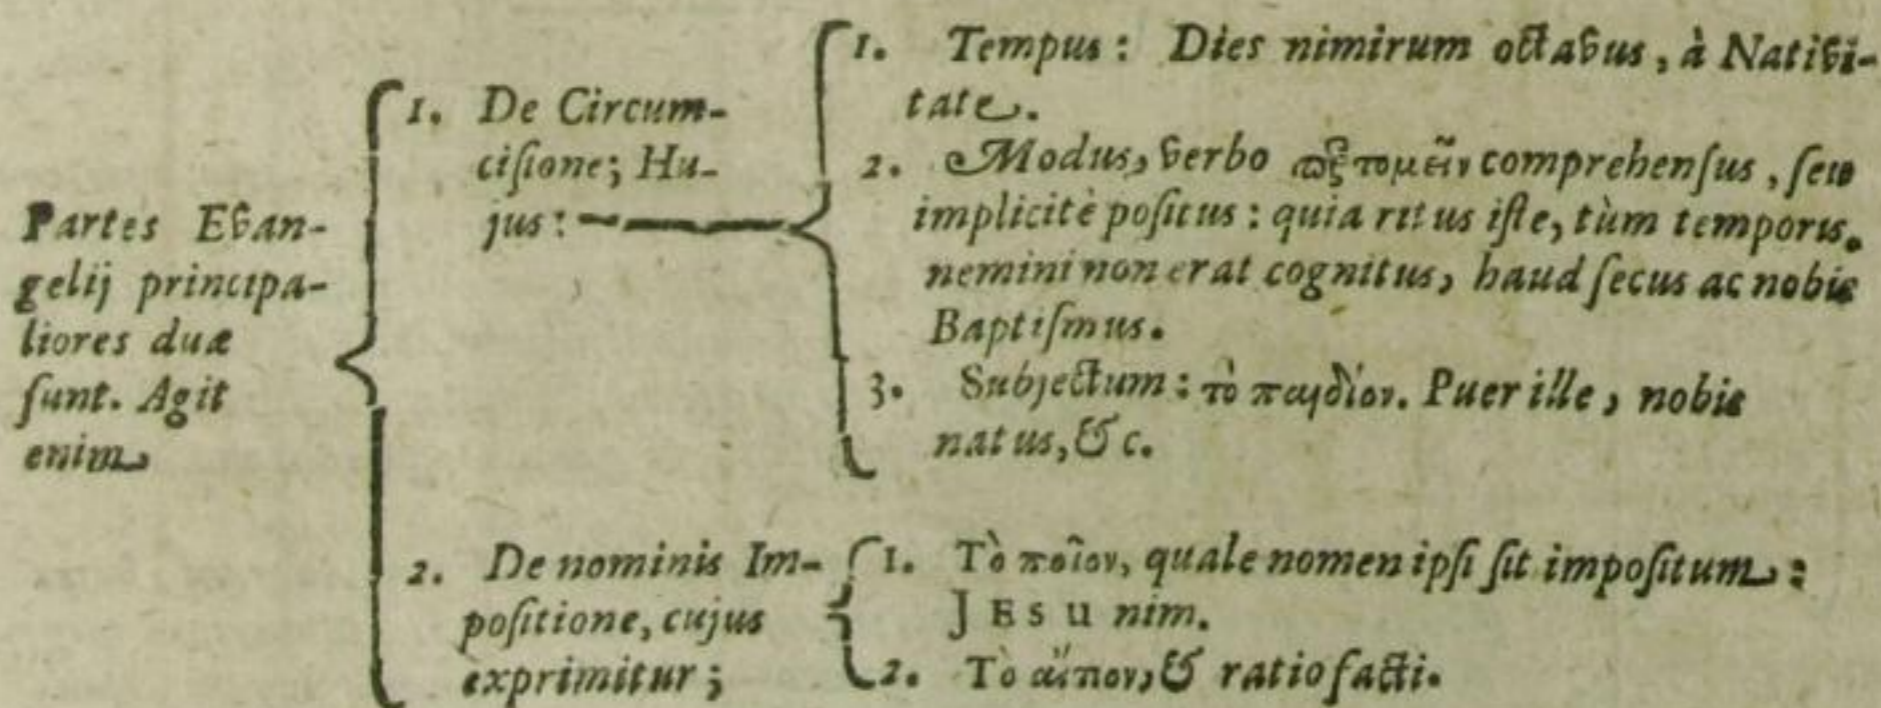 Partes Evan-
gelij principa-
liores duæ
sunt. Agit
enim
1. De Circum-
cisione; Hu-
jus:
1. Tempus: Dies nimirum octavus, à Nativi-
tate.
2. Modus, verbo περιτομεῖν comprehensus, seu
implicitè positus: quia ritus iste, tùm temporis.
nemini non erat cognitus, haud secus ac nobis
Baptismus.
3. Subjectum: τὸ παιδίον. Puer ille, nobis
natus, & c.
2. De nominis Im-
positione, cujus
exprimitur;
1. Τὸ ποῖον, quale nomen ipsi sit impositum:
JESU nim.
2. Τὸ αἴτιον, & ratio facti.